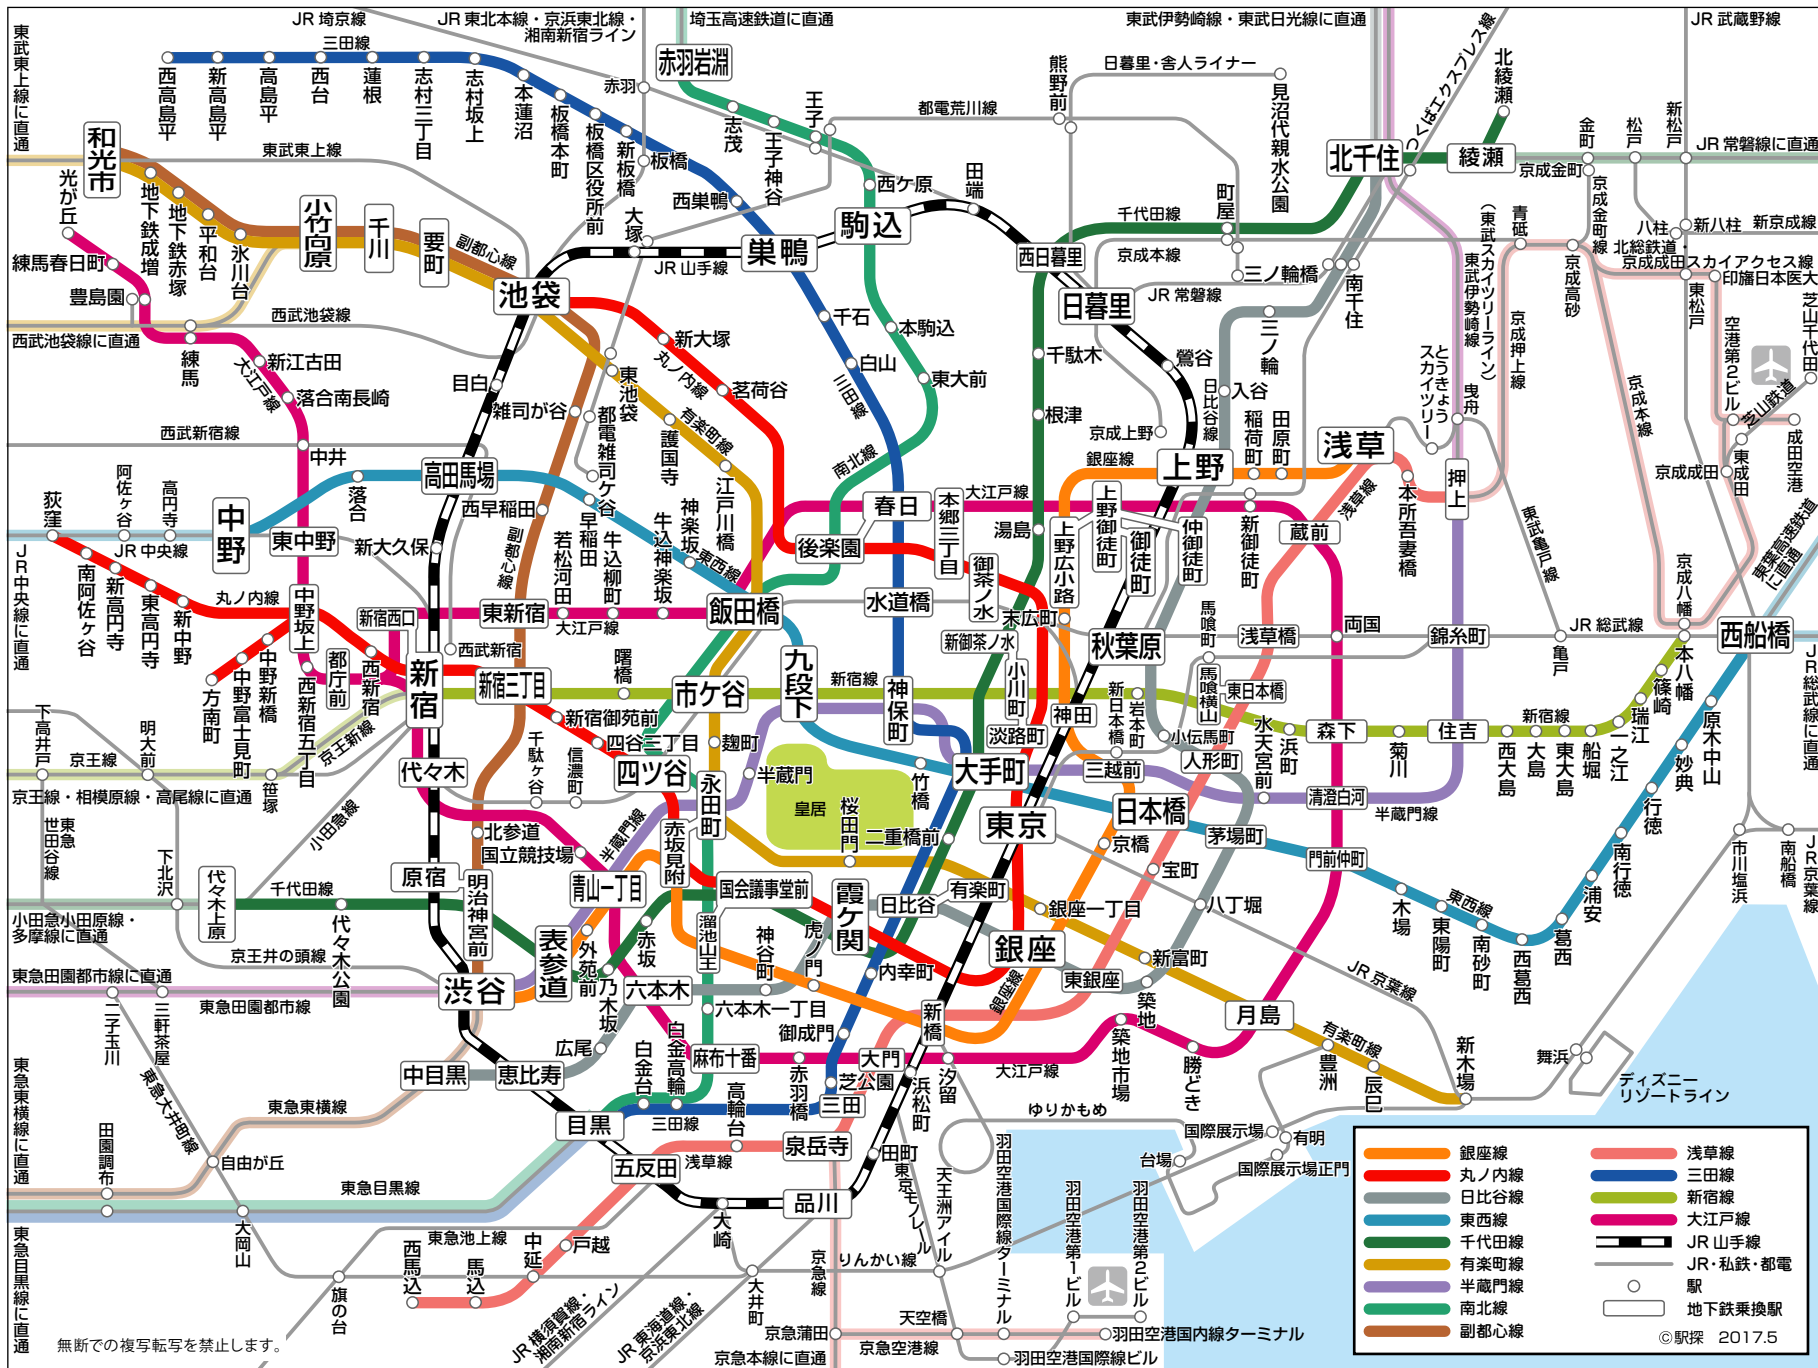 JR 埼京線
JR 東北本線・京浜東北線・
湘南新宿ライン
埼玉高速鉄道に直通
東武伊勢崎線・東武日光線に直通
つくばエクスプレス線
JR 武蔵野線
東武東上線に直通
三田線
西高島平
新高島平
高島平
西台
蓮根
志村三丁目
志村坂上
本蓮沼
板橋本町
板橋区役所前
新板橋
板橋
西巣鴨
赤羽
赤羽岩淵
志茂
王子神谷
王子
西ケ原
都電荒川線
熊野前
日暮里・舎人ライナー
見沼代親水公園
北綾瀬
北千住
綾瀬
金町
松戸
新松戸
JR 常磐線に直通
京成金町
京成金町線
八柱
新八柱
新京成線
北総鉄道・
京成成田スカイアクセス線
印旛日本医大
東松戸
芝山千代田
和光市
光が丘
東武東上線
地下鉄成増
地下鉄赤塚
平和台
氷川台
小竹向原
千川
要町
副都心線
池袋
大塚
JR 山手線
巣鴨
駒込
田端
西日暮里
千代田線
町屋
京成本線
三ノ輪橋
JR 常磐線
日暮里
南千住
三ノ輪
青砥
京成高砂
京成押上線
(東武スカイツリーライン)
東武伊勢崎線
曳舟
とうきょう
スカイツリー
空港第2ビル
芝山鉄道
成田空港
東成田
京成成田
京成本線
練馬春日町
豊島園
西武池袋線
西武池袋線に直通
練馬
大江戸線
新江古田
落合南長崎
西武新宿線
中井
目白
雑司が谷
東池袋
都電雑司ケ谷
新大塚
丸ノ内線
茗荷谷
有楽町線
護国寺
江戸川橋
千石
白山
三田線
本駒込
東大前
南北線
千駄木
根津
湯島
鶯谷
日比谷線
入谷
京成上野
稲荷町
田原町
浅草
上野
銀座線
浅草線
本所吾妻橋
押上
東武亀戸線
京成八幡
東葉高速鉄道
に直通
荻窪
阿佐ケ谷
高円寺
JR 中央線
中野
落合
東中野
高田馬場
西早稲田
新大久保
副都心線
早稲田
若松河田
牛込柳町
牛込神楽坂
神楽坂
東西線
後楽園
春日
本郷三丁目
大江戸線
上野広小路
上野御徒町
御徒町
仲御徒町
新御徒町
蔵前
JR中央線に直通
南阿佐ケ谷
新高円寺
東高円寺
新中野
丸ノ内線
中野坂上
新宿西口
東新宿
大江戸線
飯田橋
水道橋
御茶ノ水
末広町
新御茶ノ水
秋葉原
馬喰町
浅草橋
両国
錦糸町
亀戸
JR 総武線
西船橋
JR総武線に直通
方南町
中野富士見町
中野新橋
西新宿五丁目
都庁前
西新宿
新宿
西武新宿
新宿三丁目
曙橋
市ケ谷
新宿線
九段下
神保町
小川町
淡路町
神田
新日本橋
岩本町
馬喰横山
東日本橋
小伝馬町
人形町
水天宮前
浜町
森下
菊川
住吉
新宿線
西大島
大島
東大島
船堀
一之江
瑞江
篠崎
本八幡
原木中山
妙典
行徳
南行徳
浦安
葛西
西葛西
南砂町
東陽町
木場
東西線
下高井戸
明大前
京王線
京王線・相模原線・高尾線に直通
笹塚
京王新線
東急
世田谷線
下北沢
小田急線
代々木
千駄ケ谷
信濃町
新宿御苑前
四谷三丁目
四ツ谷
麹町
半蔵門
永田町
皇居
桜田門
竹橋
大手町
二重橋前
東京
三越前
日本橋
京橋
茅場町
清澄白河
半蔵門線
門前仲町
宝町
八丁堀
北参道
国立競技場
半蔵門線
青山一丁目
赤坂見附
国会議事堂前
溜池山王
霞ケ関
日比谷
有楽町
銀座一丁目
銀座
新富町
東銀座
築地
原宿
明治神宮前
代々木上原
千代田線
小田急小田原線・
多摩線に直通
代々木公園
京王井の頭線
表参道
外苑前
乃木坂
赤坂
六本木
神谷町
虎ノ門
内幸町
新橋
銀座線
東急田園都市線に直通
東急田園都市線
二子玉川
三軒茶屋
渋谷
広尾
白金台
白金高輪
六本木一丁目
御成門
麻布十番
赤羽橋
芝公園
大門
浜松町
汐留
大江戸線
築地市場
勝どき
月島
有楽町線
豊洲
辰巳
新木場
JR 京葉線
JR京葉線
市川塩浜
南船橋
舞浜
ディズニー
リゾートライン
中目黒
恵比寿
目黒
三田線
高輪台
三田
泉岳寺
田町
東京モノレール
五反田
浅草線
品川
大崎
東急東横線に直通
東急東横線
東急大井町線
田園調布
自由が丘
東急目黒線
大岡山
東急目黒線に直通
東急池上線
西馬込
馬込
中延
戸越
旗の台
大井町
りんかい線
京急線
天王洲アイル
ゆりかもめ
羽田空港国際線ターミナル
羽田空港第1ビル
羽田空港第2ビル
天空橋
京急蒲田
京急空港線
羽田空港国内線ターミナル
羽田空港国際線ビル
京急本線に直通
JR 横須賀線・
湘南新宿ライン
JR 東海道線・
京浜東北線
国際展示場
有明
台場
国際展示場正門
銀座線
丸ノ内線
日比谷線
東西線
千代田線
有楽町線
半蔵門線
南北線
副都心線
浅草線
三田線
新宿線
大江戸線
JR 山手線
JR・私鉄・都電
駅
地下鉄乗換駅
©駅探 2017.5
無断での複写転写を禁止します。